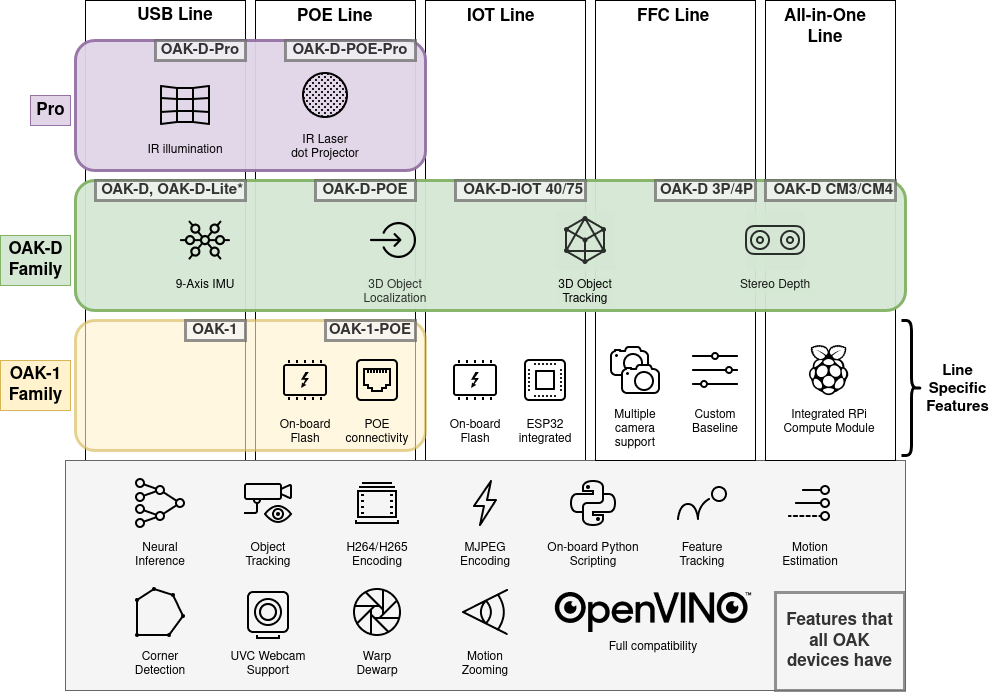 USB Line
POE Line
IOT Line
FFC Line
All-in-One
Line
OAK-D-Pro
OAK-D-POE-Pro
Pro
IR illumination
IR Laser
dot Projector
OAK-D, OAK-D-Lite*
OAK-D-POE
OAK-D-IOT 40/75
OAK-D 3P/4P
OAK-D CM3/CM4
OAK-D
Family
9-Axis IMU
3D Object
Localization
3D Object
Tracking
Stereo Depth
OAK-1
OAK-1-POE
OAK-1
Family
On-board
Flash
POE
connectivity
On-board
Flash
ESP32
integrated
Multiple
camera
support
Custom
Baseline
Integrated RPi
Compute Module
Line
Specific
Features
Neural
Inference
Object
Tracking
H264/H265
Encoding
MJPEG
Encoding
On-board Python
Scripting
Feature
Tracking
Motion
Estimation
Corner
Detection
UVC Webcam
Support
Warp
Dewarp
Motion
Zooming
OpenVINO™
Full compatibility
Features that
all OAK
devices have